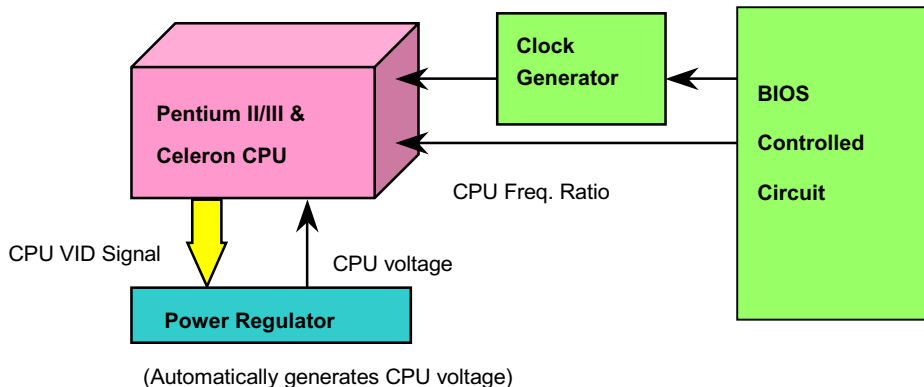 Clock
Generator
Pentium II/III &
Celeron CPU
BIOS
Controlled
Circuit
CPU Freq. Ratio
CPU VID Signal
CPU voltage
Power Regulator
(Automatically generates CPU voltage)